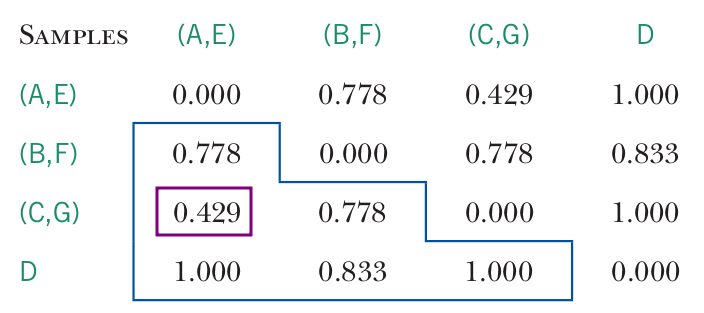 Samples (A,E) (B,F) (C,G) D
(A,E) 0.000 0.778 0.429 1.000
(B,F) 0.778 0.000 0.778 0.833
(C,G) 0.429 0.778 0.000 1.000
D 1.000 0.833 1.000 0.000